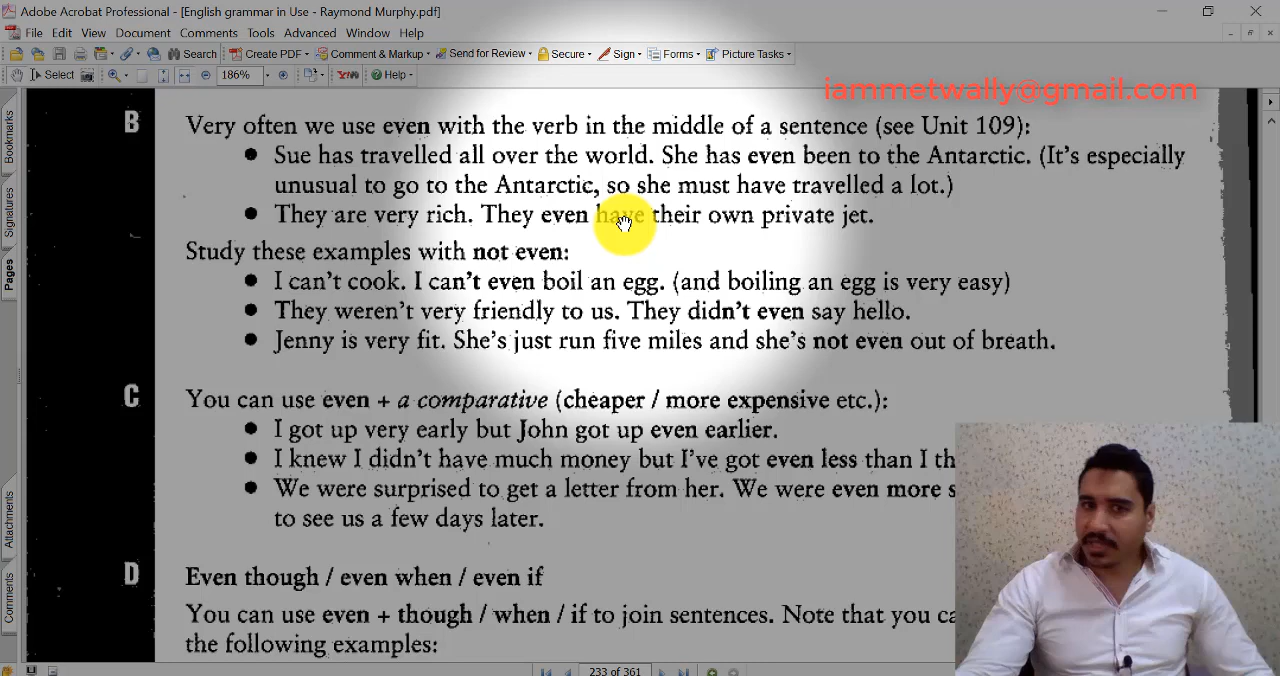 Adobe Acrobat Professional - [English grammar in Use - Raymond Murphy.pdf]
File Edit View Document Comments Tools Advanced Window Help
Search Create PDF Comment & Markup Send for Review Secure Sign Forms Picture Tasks
Select 186% Y! Help
iammetwally@gmail.com
Bookmarks
Signatures
Pages
Attachments
Comments
B Very often we use even with the verb in the middle of a sentence (see Unit 109):
● Sue has travelled all over the world. She has even been to the Antarctic. (It's especially
unusual to go to the Antarctic, so she must have travelled a lot.)
● They are very rich. They even have their own private jet.
Study these examples with not even:
● I can't cook. I can't even boil an egg. (and boiling an egg is very easy)
● They weren't very friendly to us. They didn't even say hello.
● Jenny is very fit. She's just run five miles and she's not even out of breath.
C You can use even + a comparative (cheaper / more expensive etc.):
● I got up very early but John got up even earlier.
● I knew I didn't have much money but I've got even less than I th
● We were surprised to get a letter from her. We were even more s
to see us a few days later.
D Even though / even when / even if
You can use even + though / when / if to join sentences. Note that you ca
the following examples:
233 of 361